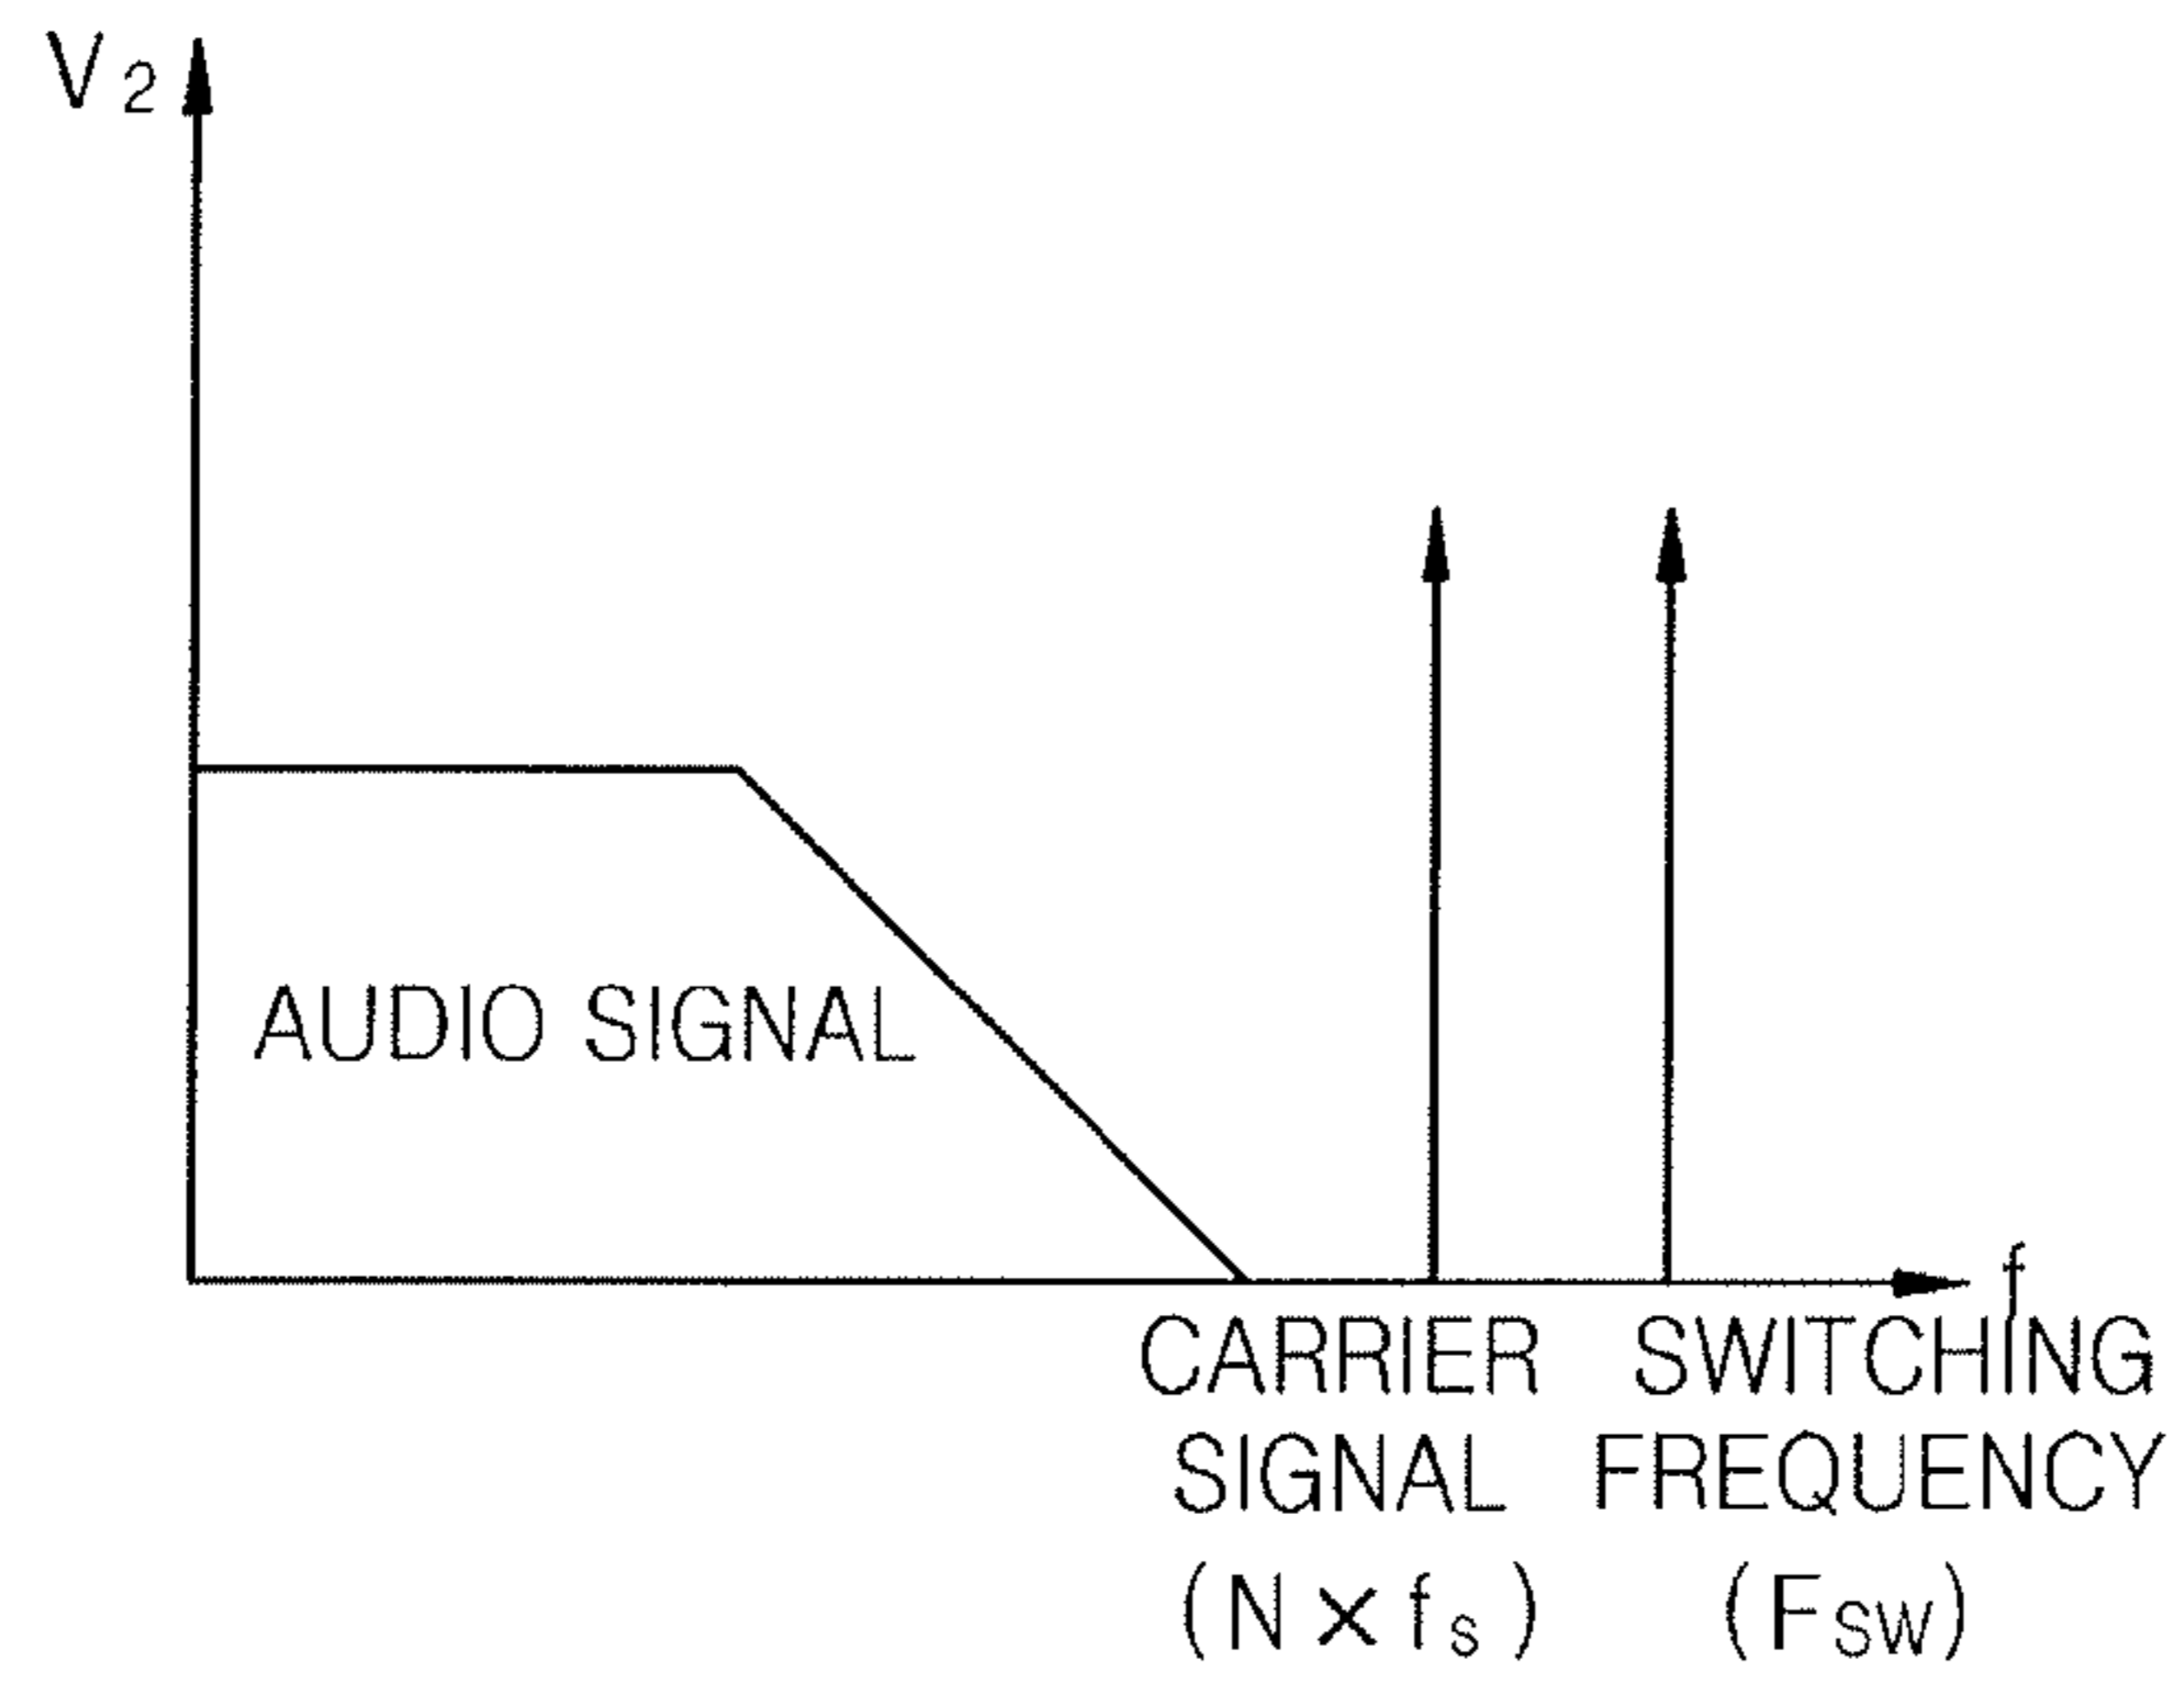 V2
AUDIO SIGNAL
f
CARRIER
SIGNAL
(N×fs)
SWITCHING
FREQUENCY
(FSW)